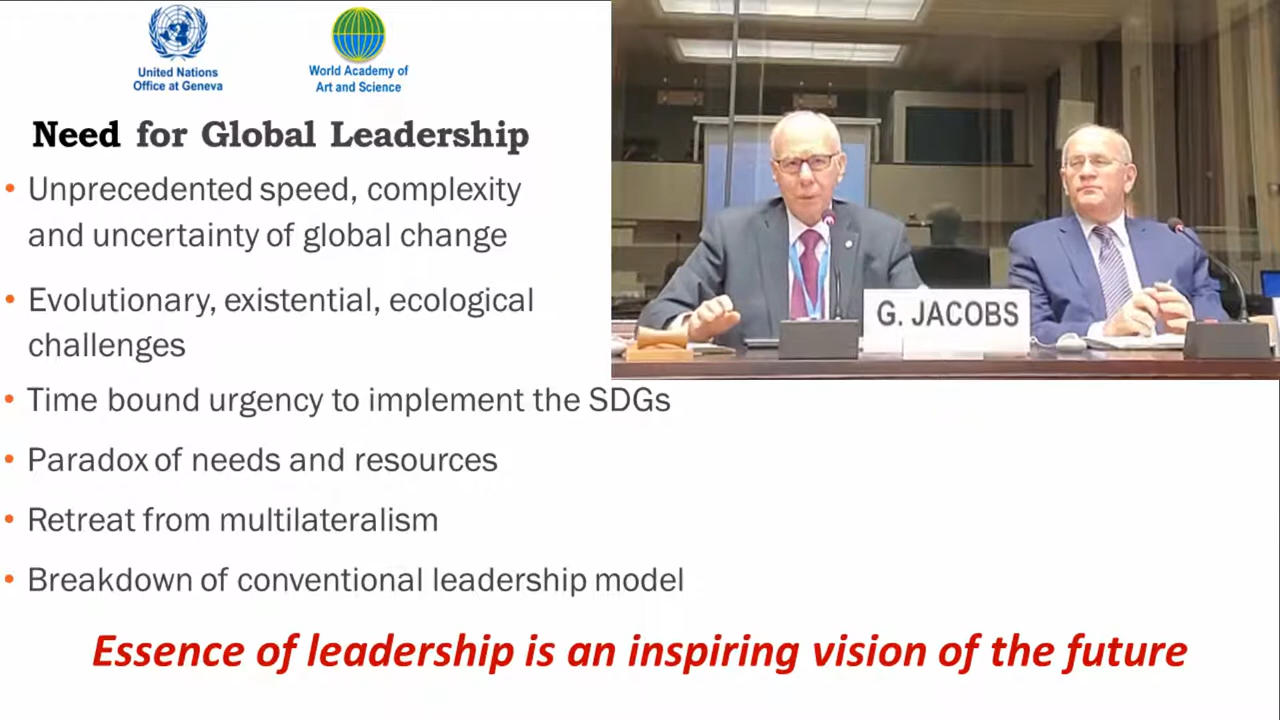 United Nations
Office at Geneva
World Academy of
Art and Science
Need for Global Leadership
• Unprecedented speed, complexity
and uncertainty of global change
• Evolutionary, existential, ecological
challenges
• Time bound urgency to implement the SDGs
• Paradox of needs and resources
• Retreat from multilateralism
• Breakdown of conventional leadership model
Essence of leadership is an inspiring vision of the future
G. JACOBS